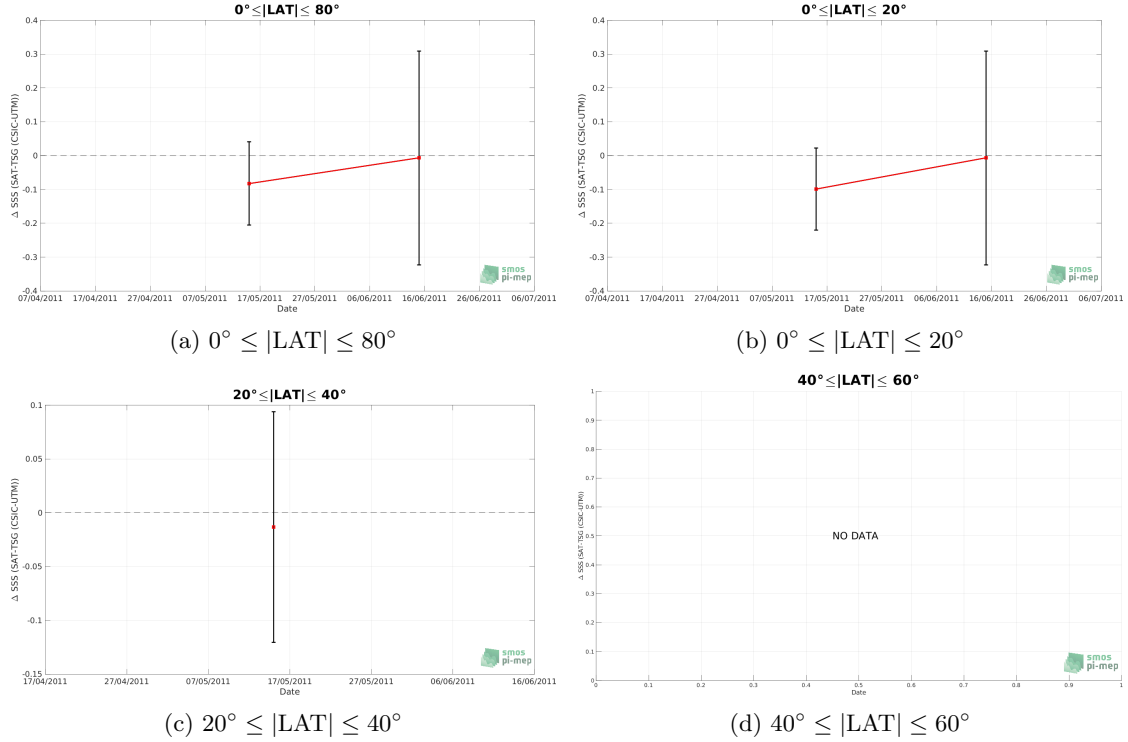 0°≤|LAT|≤ 80°
0.4
0.3
0.2
0.1
0
-0.1
-0.2
-0.3
-0.4
Δ SSS (SAT-TSG (CSIC-UTM))
07/04/2011 17/04/2011 27/04/2011 07/05/2011 17/05/2011 27/05/2011 06/06/2011 16/06/2011 26/06/2011 06/07/2011
Date
smos
pi-mep
(a) 0° ≤ |LAT| ≤ 80°
0°≤|LAT|≤ 20°
0.4
0.3
0.2
0.1
0
-0.1
-0.2
-0.3
-0.4
Δ SSS (SAT-TSG (CSIC-UTM))
07/04/2011 17/04/2011 27/04/2011 07/05/2011 17/05/2011 27/05/2011 06/06/2011 16/06/2011 26/06/2011 06/07/2011
Date
smos
pi-mep
(b) 0° ≤ |LAT| ≤ 20°
20°≤|LAT|≤ 40°
0.1
0.05
0
-0.05
-0.1
-0.15
Δ SSS (SAT-TSG (CSIC-UTM))
17/04/2011 27/04/2011 07/05/2011 17/05/2011 27/05/2011 06/06/2011 16/06/2011
Date
smos
pi-mep
(c) 20° ≤ |LAT| ≤ 40°
40°≤|LAT|≤ 60°
1
0.9
0.8
0.7
0.6
0.5
0.4
0.3
0.2
0.1
0
Δ SSS (SAT-TSG (CSIC-UTM))
NO DATA
0 0.1 0.2 0.3 0.4 0.5 0.6 0.7 0.8 0.9 1
Date
smos
pi-mep
(d) 40° ≤ |LAT| ≤ 60°